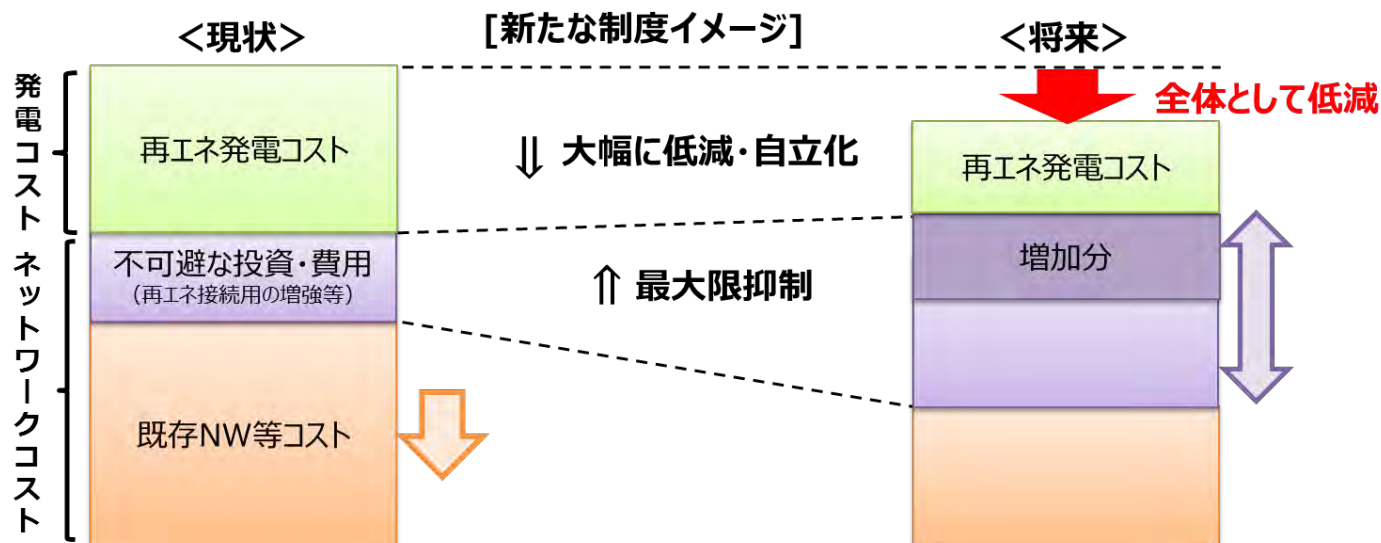 <現状>
[新たな制度イメージ]
<将来>
発電コスト
再エネ発電コスト
⇓ 大幅に低減・自立化
全体として低減
再エネ発電コスト
ネットワークコスト
不可避な投資・費用
（再エネ接続用の増強等）
⇑ 最大限抑制
増加分
既存NW等コスト